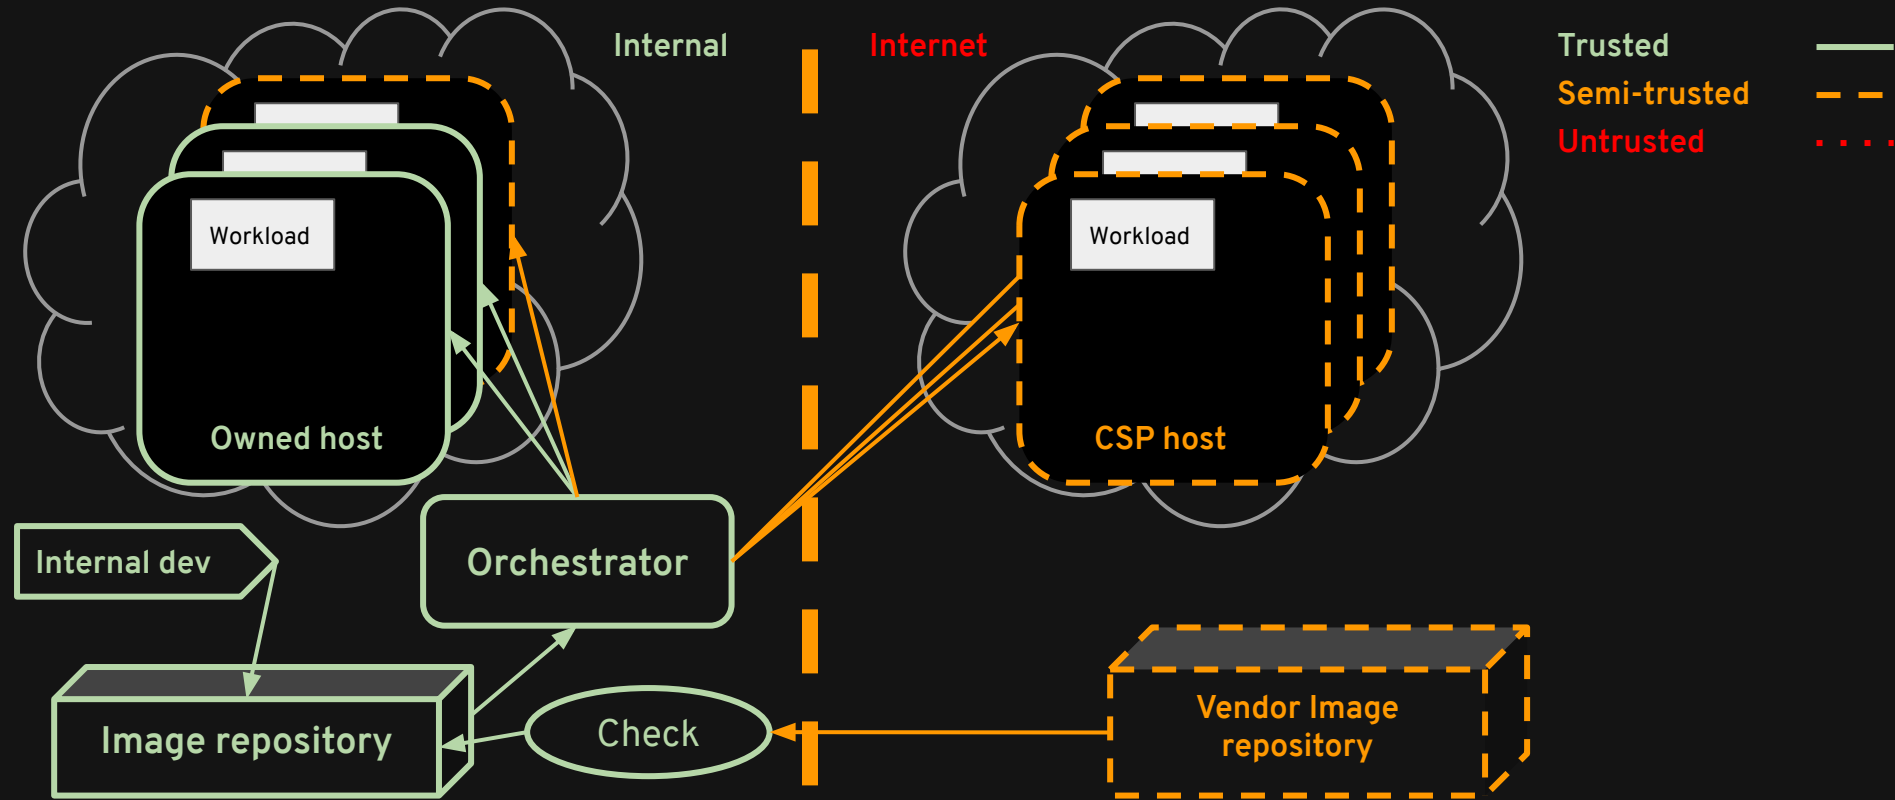 Internal
Internet
Trusted
Semi-trusted
Untrusted
Workload
Workload
Owned host
CSP host
Internal dev
Orchestrator
Image repository
Check
Vendor Image
repository